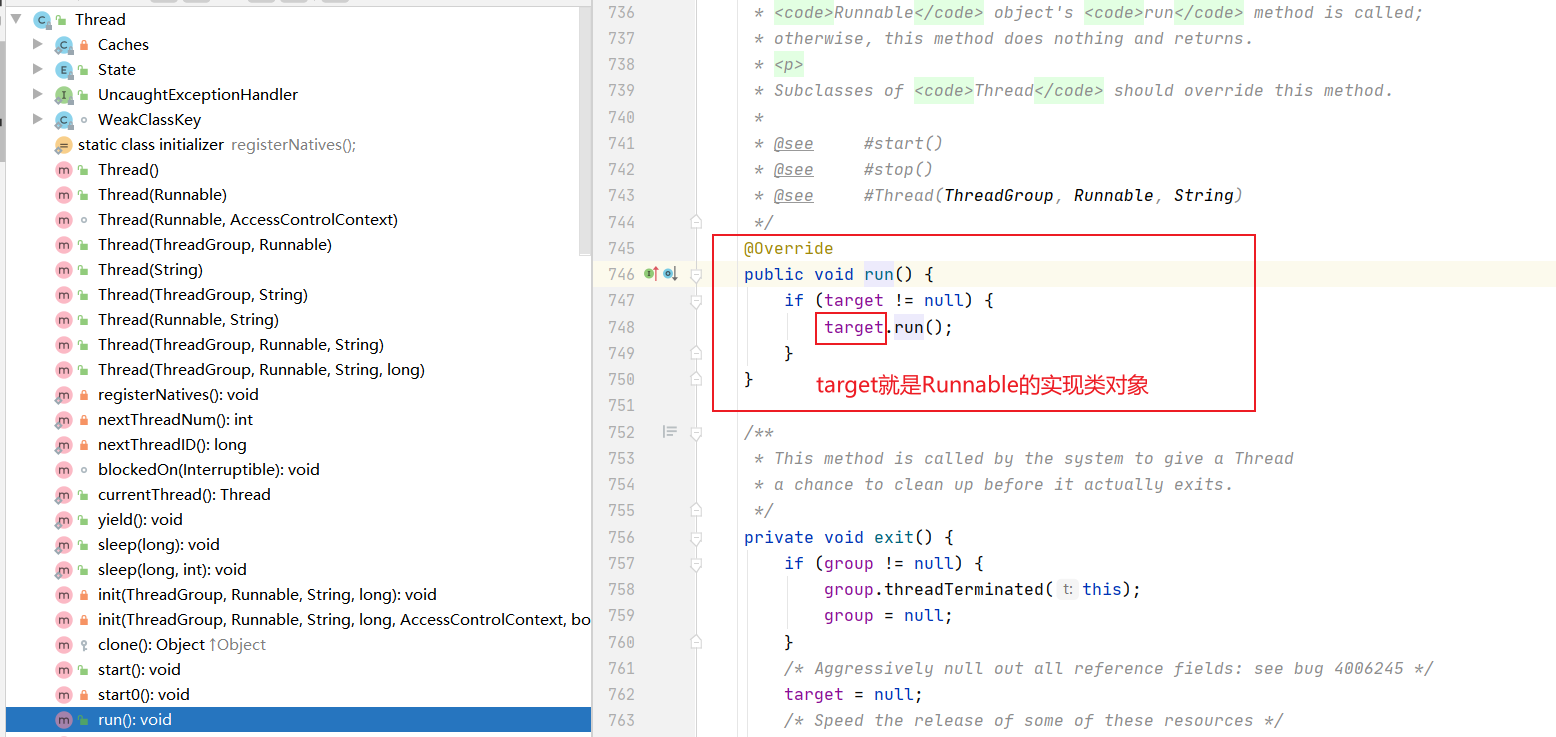 Thread
Caches
State
UncaughtExceptionHandler
WeakClassKey
static class initializer registerNatives();
Thread()
Thread(Runnable)
Thread(Runnable, AccessControlContext)
Thread(ThreadGroup, Runnable)
Thread(String)
Thread(ThreadGroup, String)
Thread(Runnable, String)
Thread(ThreadGroup, Runnable, String)
Thread(ThreadGroup, Runnable, String, long)
registerNatives(): void
nextThreadNum(): int
nextThreadID(): long
blockedOn(Interruptible): void
currentThread(): Thread
yield(): void
sleep(long): void
sleep(long, int): void
init(ThreadGroup, Runnable, String, long): void
init(ThreadGroup, Runnable, String, long, AccessControlContext, bo
clone(): Object ↑Object
start(): void
start0(): void
run(): void
736 * <code>Runnable</code> object's <code>run</code> method is called;
737 * otherwise, this method does nothing and returns.
738 * <p>
739 * Subclasses of <code>Thread</code> should override this method.
740 *
741 * @see #start()
742 * @see #stop()
743 * @see #Thread(ThreadGroup, Runnable, String)
744 */
745 @Override
746 public void run() {
747 if (target != null) {
748 target.run();
749 }
750 }
target就是Runnable的实现类对象
751
752 /**
753 * This method is called by the system to give a Thread
754 * a chance to clean up before it actually exits.
755 */
756 private void exit() {
757 if (group != null) {
758 group.threadTerminated( t: this);
759 group = null;
760 }
761 /* Aggressively null out all reference fields: see bug 4006245 */
762 target = null;
763 /* Speed the release of some of these resources */